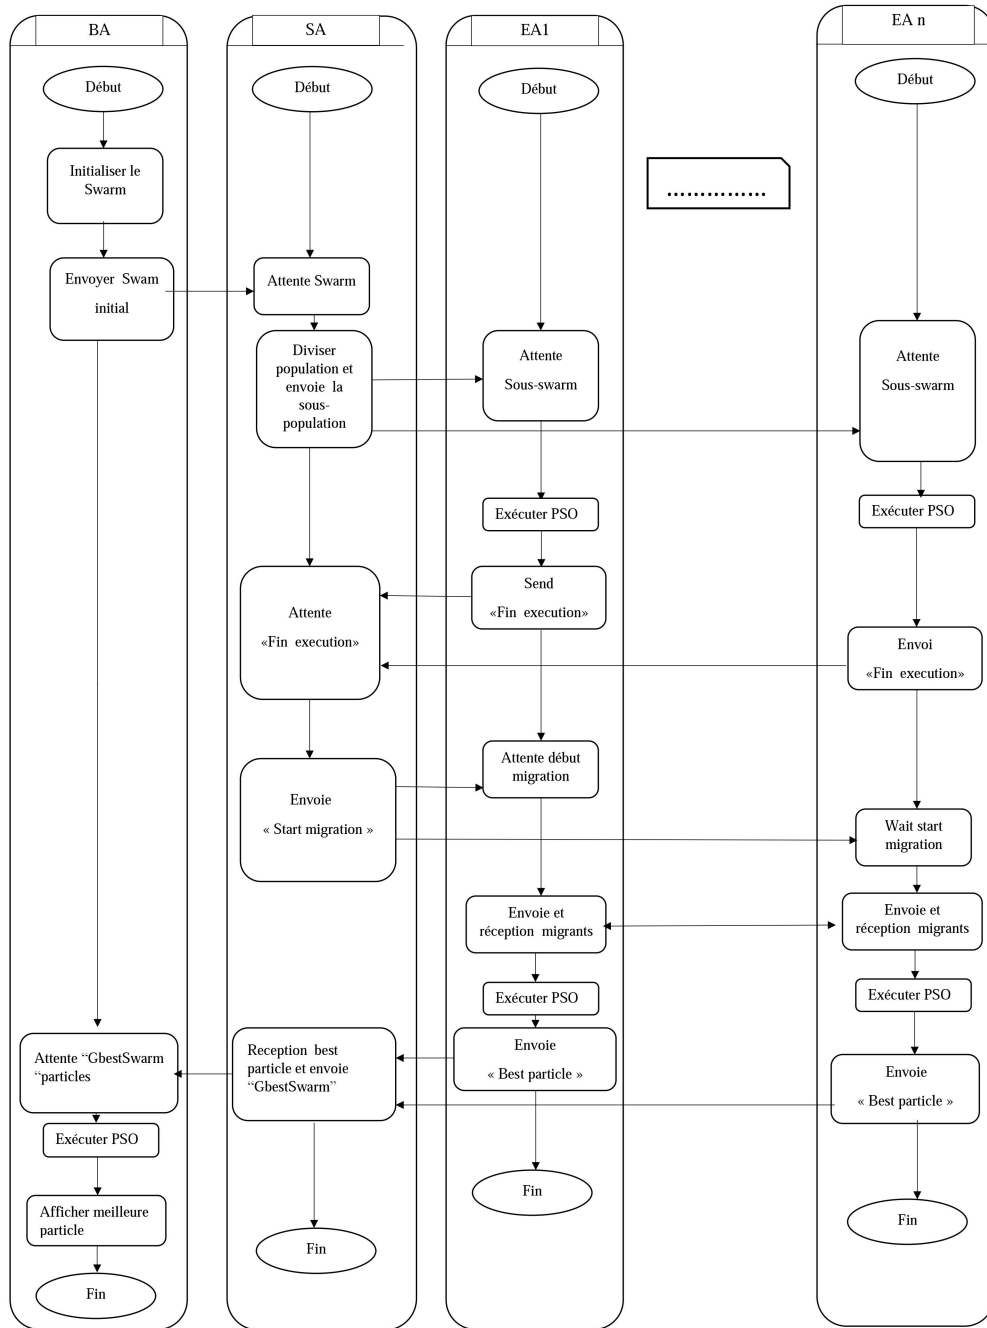 BA
Début
Initialiser le
Swarm
Envoyer Swam
initial
Attente “GbestSwarm
“particles
Exécuter PSO
Afficher meilleure
particle
Fin
SA
Début
Attente Swarm
Diviser
population et
envoie la
sous-
population
Attente
«Fin execution»
Envoie
« Start migration »
Reception best
particle et envoie
“GbestSwarm”
Fin
EA1
Début
Attente
Sous-swarm
Exécuter PSO
Send
«Fin execution»
Attente début
migration
Envoie et
réception migrants
Exécuter PSO
Envoie
« Best particle »
Fin
...............
EA n
Début
Attente
Sous-swarm
Exécuter PSO
Envoi
«Fin execution»
Wait start
migration
Envoie et
réception migrants
Exécuter PSO
Envoie
« Best particle »
Fin